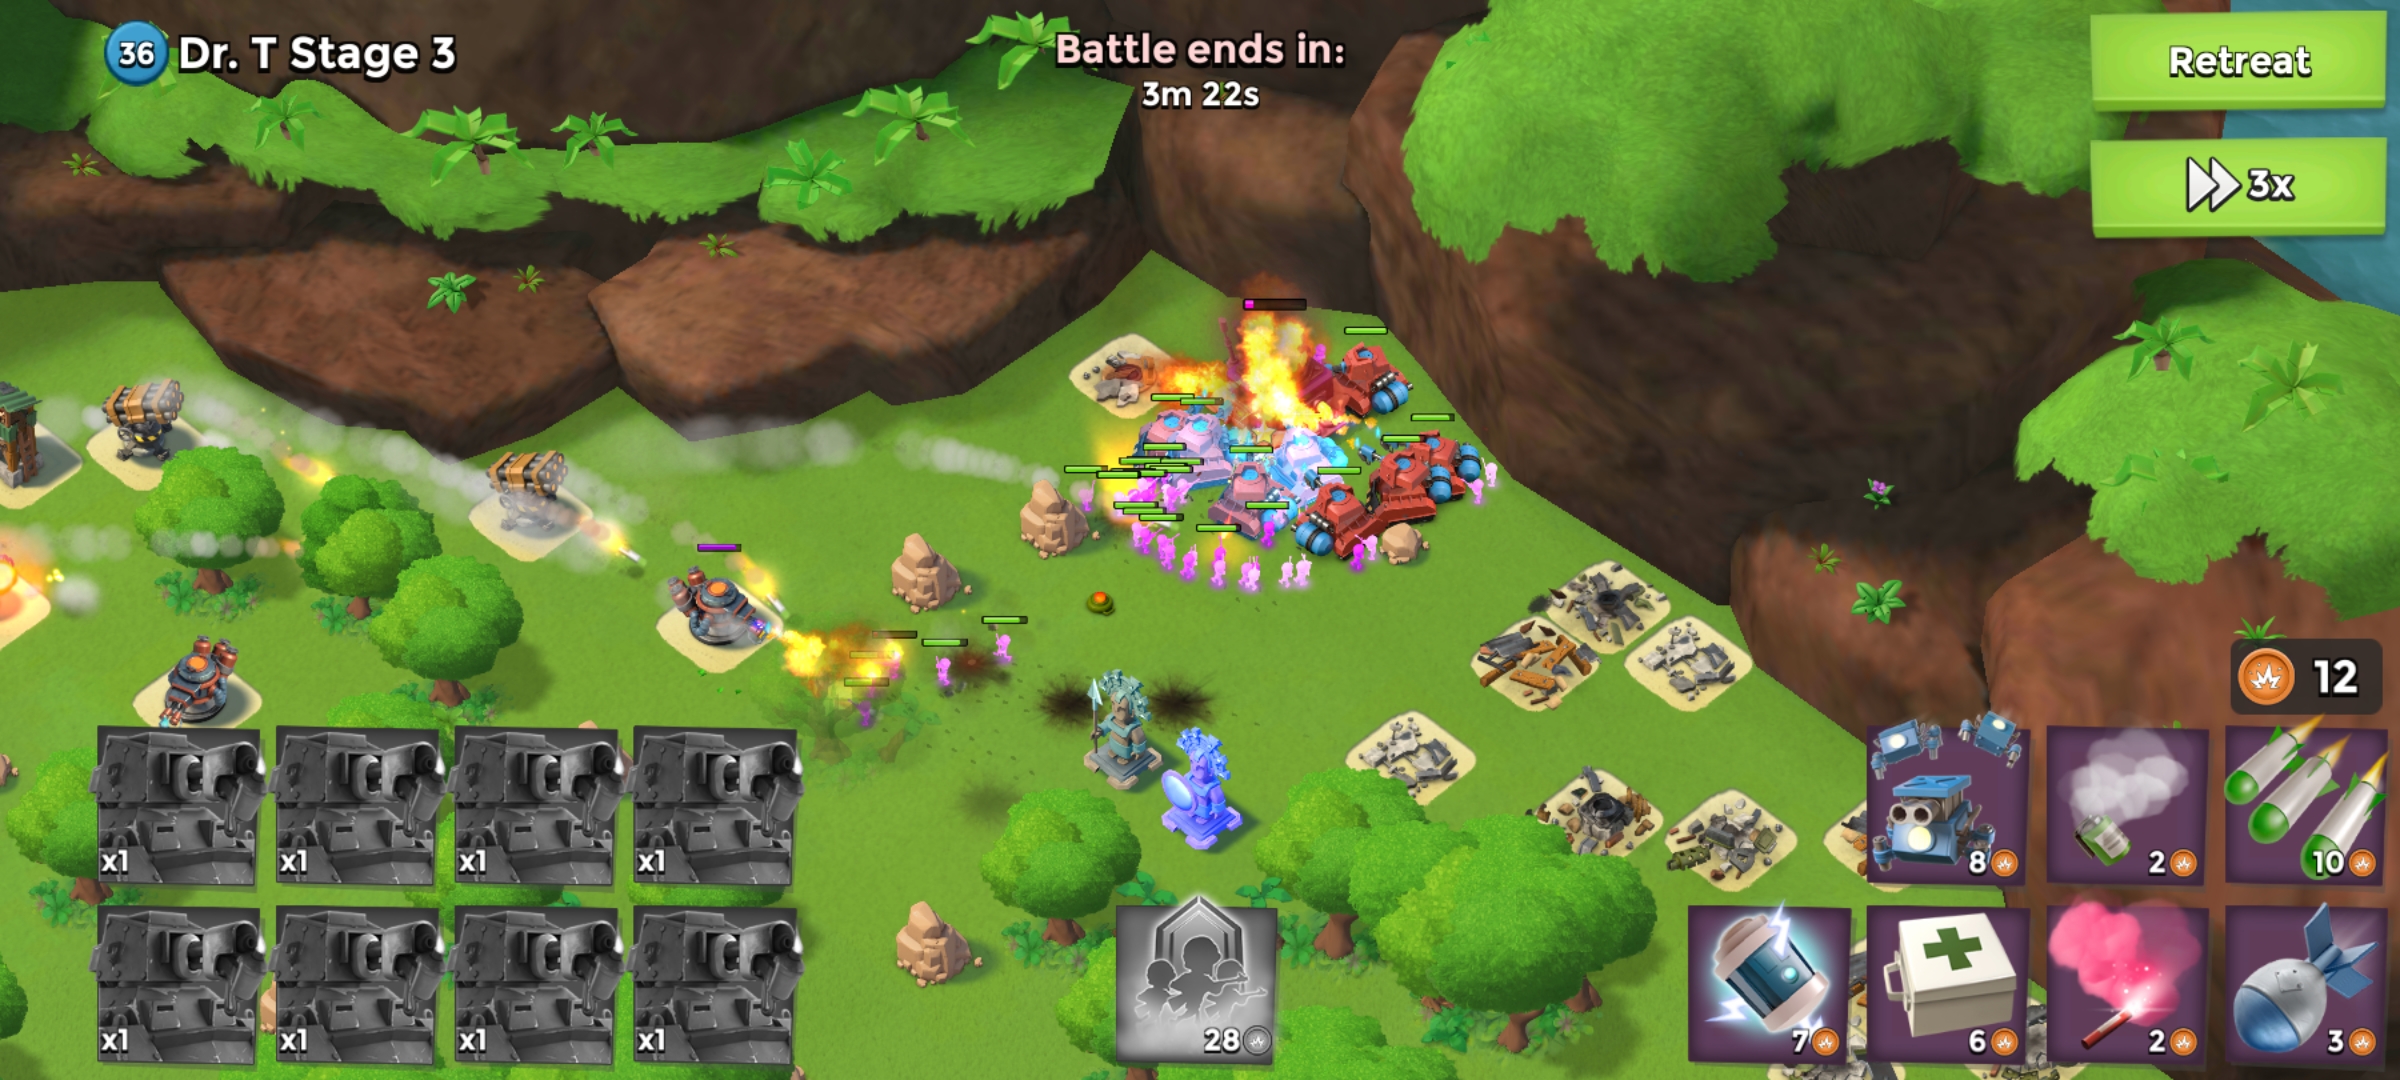 36 Dr. T Stage 3
Battle ends in:
3m 22s
Retreat
3x
12
8
2
10
x1
x1
x1
x1
7
6
2
3
28
x1
x1
x1
x1